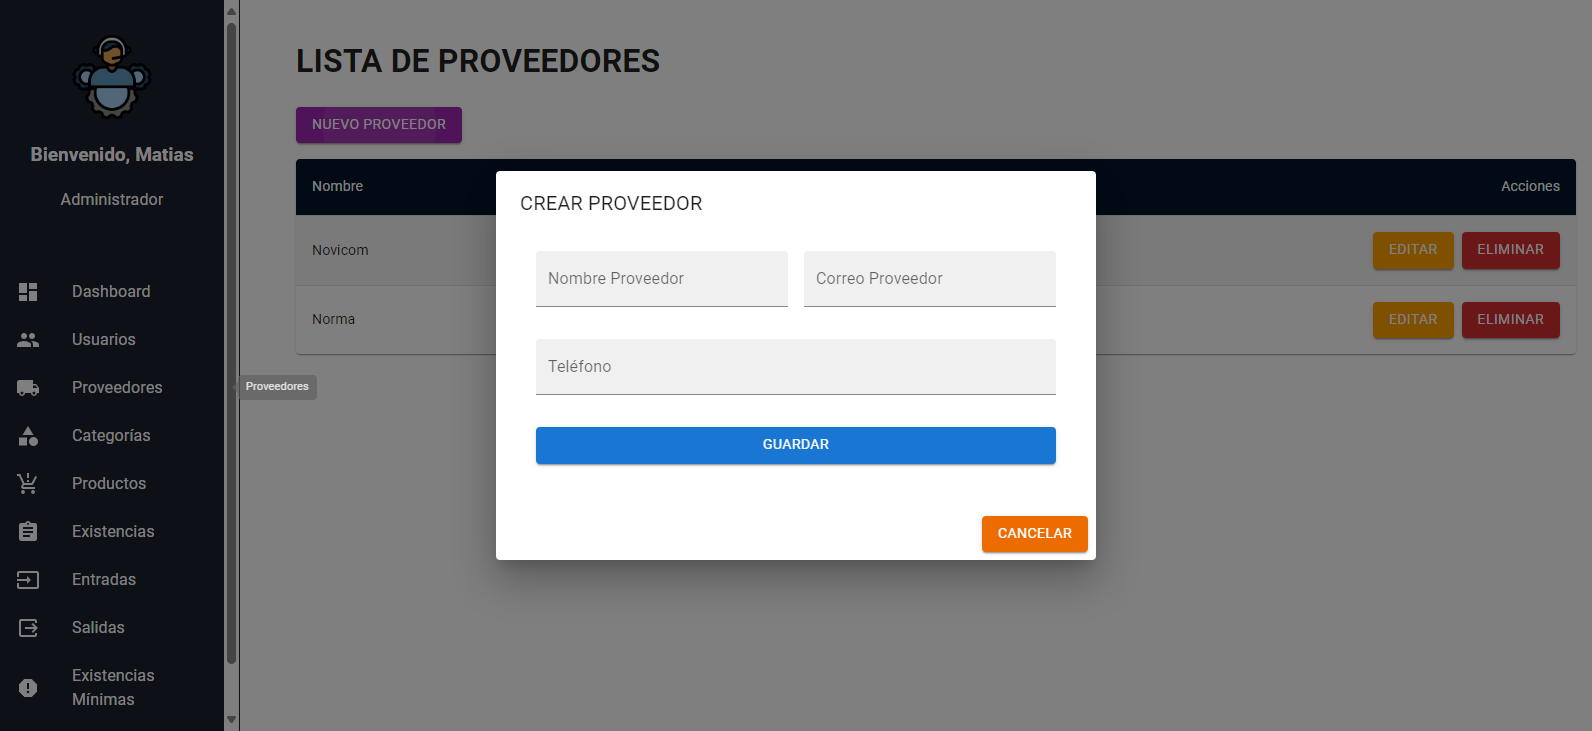 Bienvenido, Matias
Administrador
Dashboard
Usuarios
Proveedores
Categorías
Productos
Existencias
Entradas
Salidas
Existencias
Mínimas
Proveedores
LISTA DE PROVEEDORES
NUEVO PROVEEDOR
Nombre
Acciones
Novicom
EDITAR
ELIMINAR
Norma
EDITAR
ELIMINAR
CREAR PROVEEDOR
Nombre Proveedor
Correo Proveedor
Teléfono
GUARDAR
CANCELAR